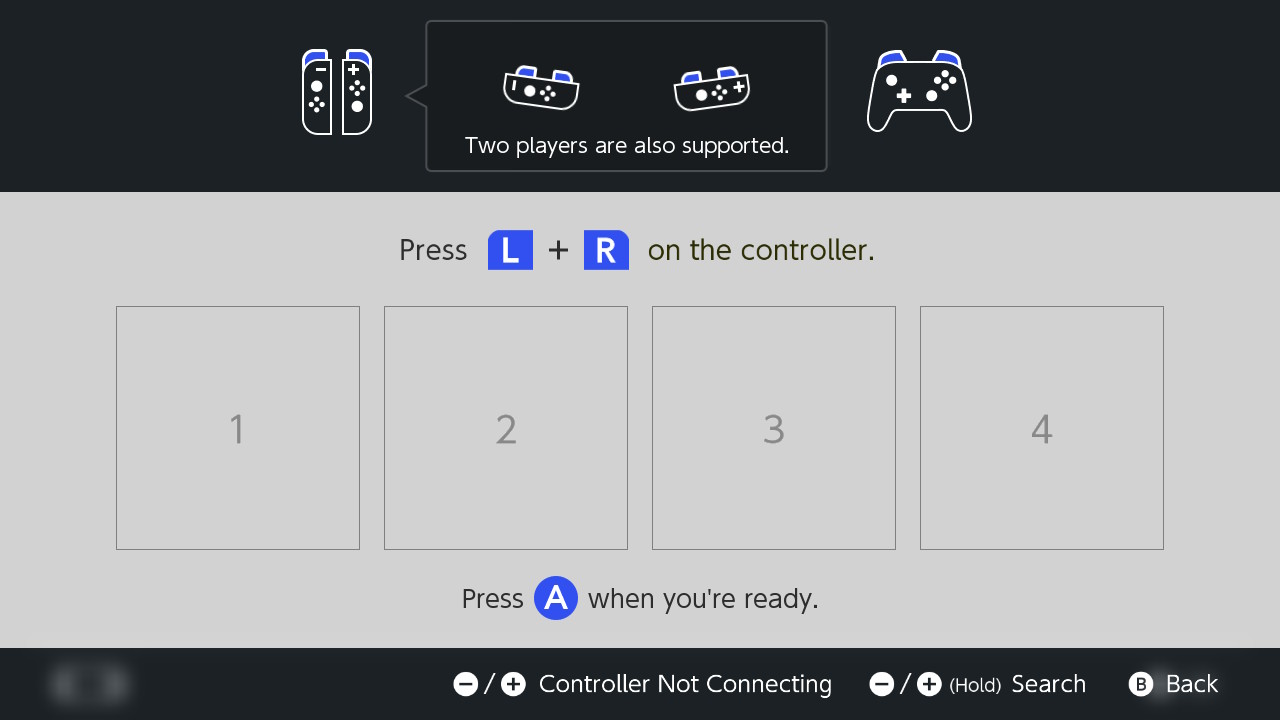 Two players are also supported.
Press L + R on the controller.
1 2 3 4
Press A when you're ready.
−/+ Controller Not Connecting −/+ (Hold) Search B Back